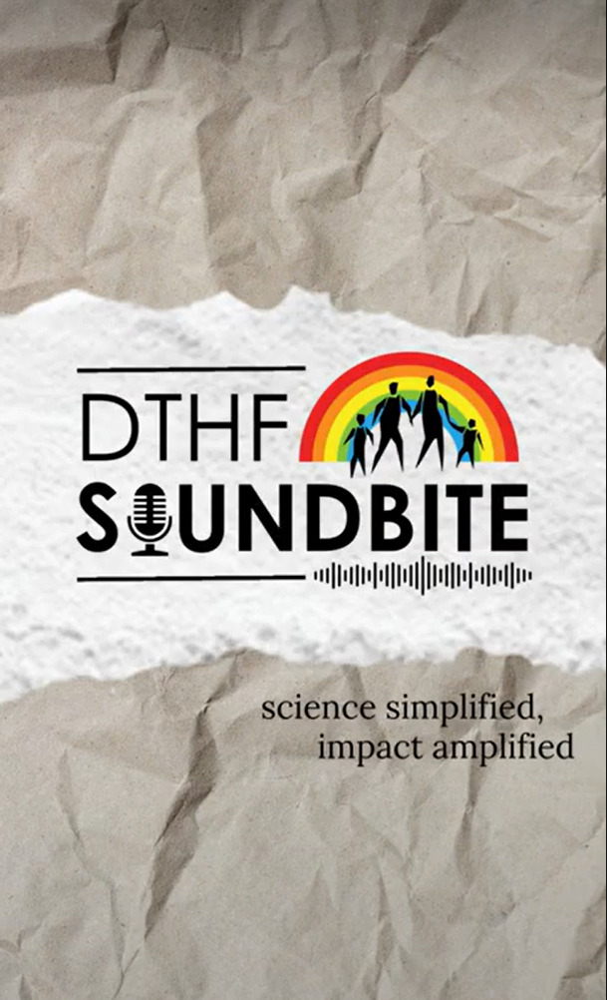 DTHF
SOUNDBITE
science simplified,
impact amplified